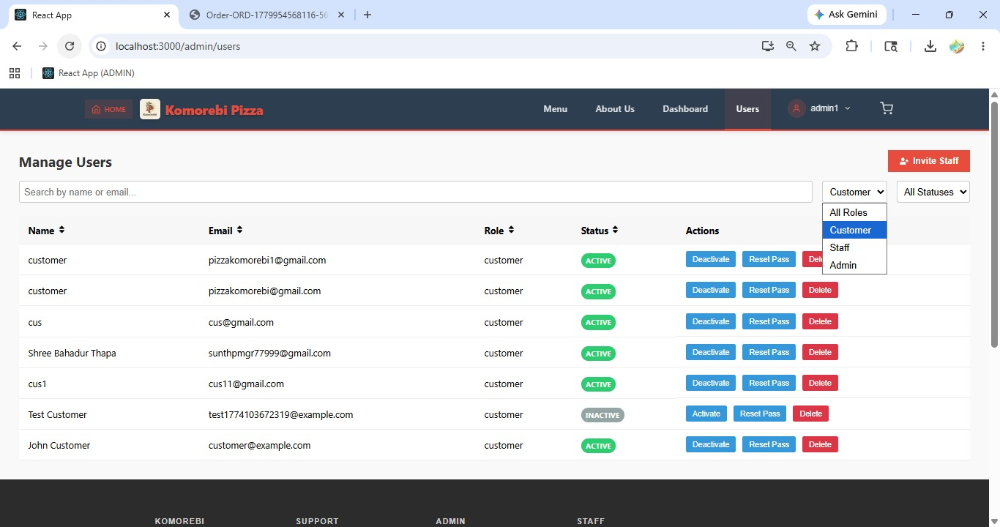 React App
Order-ORD-1779954568116-56
Ask Gemini
localhost:3000/admin/users
React App (ADMIN)
HOME
Komorebi Pizza
Menu
About Us
Dashboard
Users
admin1
Manage Users
Invite Staff
Search by name or email...
Customer
All Statuses
All Roles
Customer
Staff
Admin
Name Email Role Status Actions
customer pizzakomorebi1@gmail.com customer ACTIVE Deactivate Reset Pass
customer pizzakomorebi@gmail.com customer ACTIVE Deactivate Reset Pass Delete
cus cus@gmail.com customer ACTIVE Deactivate Reset Pass Delete
Shree Bahadur Thapa sunthpmgr77999@gmail.com customer ACTIVE Deactivate Reset Pass Delete
cus1 cus11@gmail.com customer ACTIVE Deactivate Reset Pass Delete
Test Customer test1774103672319@example.com customer INACTIVE Activate Reset Pass Delete
John Customer customer@example.com customer ACTIVE Deactivate Reset Pass Delete
KOMOREBI SUPPORT ADMIN STAFF